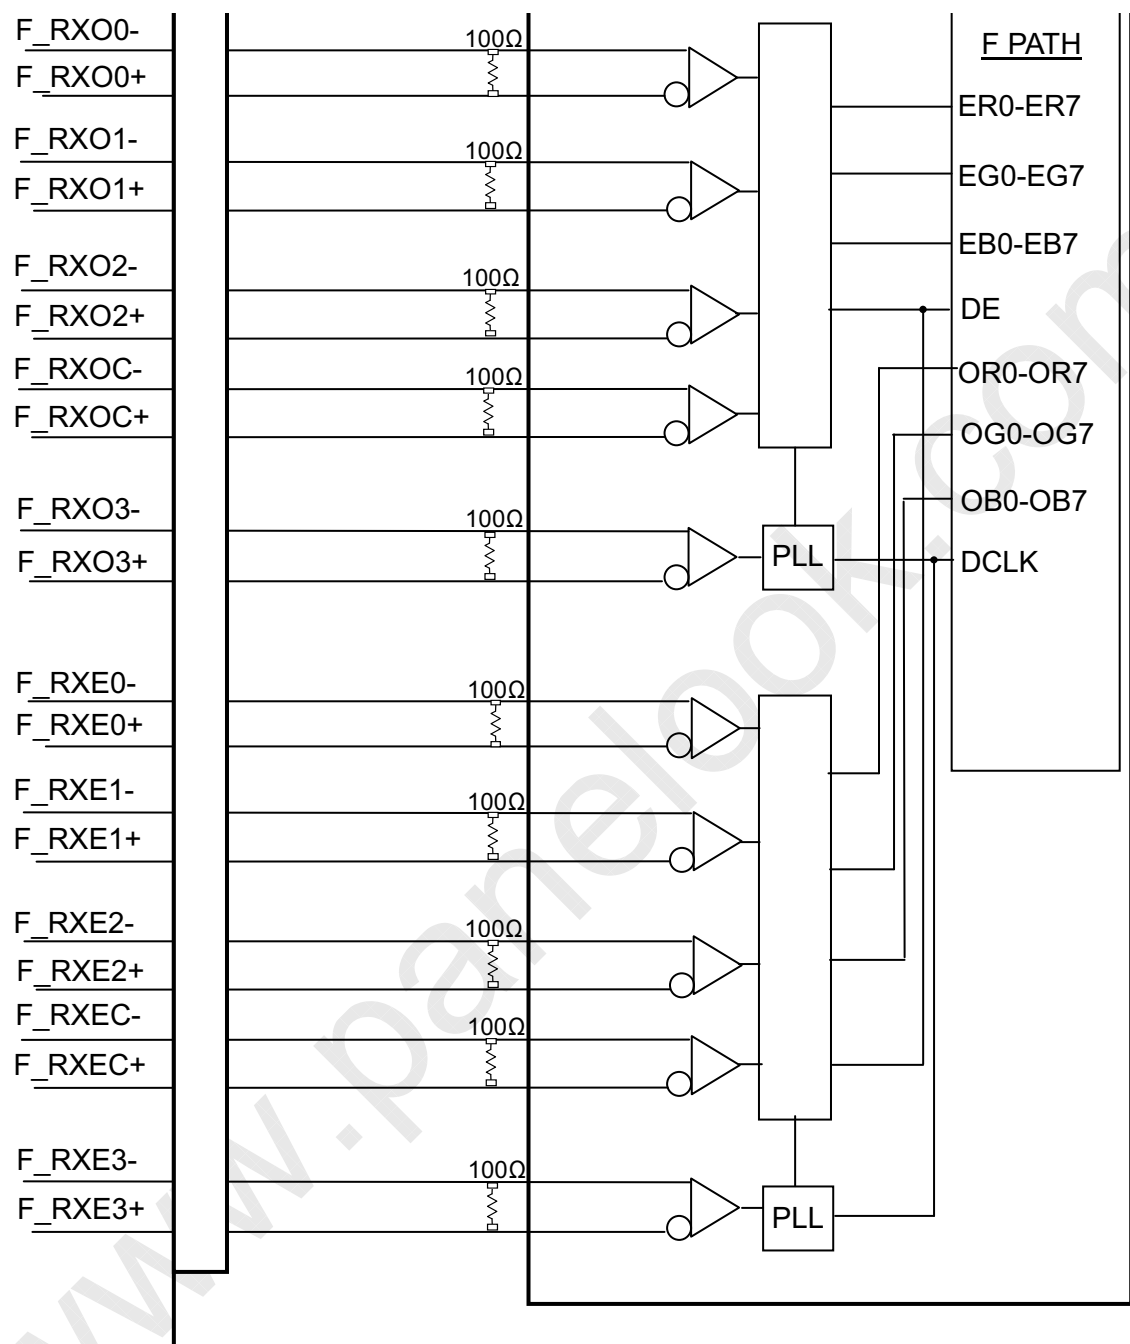 F_RXO0-
100Ω
F PATH
F_RXO0+
ER0-ER7
F_RXO1-
100Ω
F_RXO1+
EG0-EG7
EB0-EB7
F_RXO2-
100Ω
F_RXO2+
DE
F_RXOC-
100Ω
OR0-OR7
F_RXOC+
OG0-OG7
F_RXO3-
100Ω
OB0-OB7
F_RXO3+
PLL
DCLK
F_RXE0-
100Ω
F_RXE0+
F_RXE1-
100Ω
F_RXE1+
F_RXE2-
100Ω
F_RXE2+
F_RXEC-
100Ω
F_RXEC+
F_RXE3-
100Ω
F_RXE3+
PLL
www.panelook.com